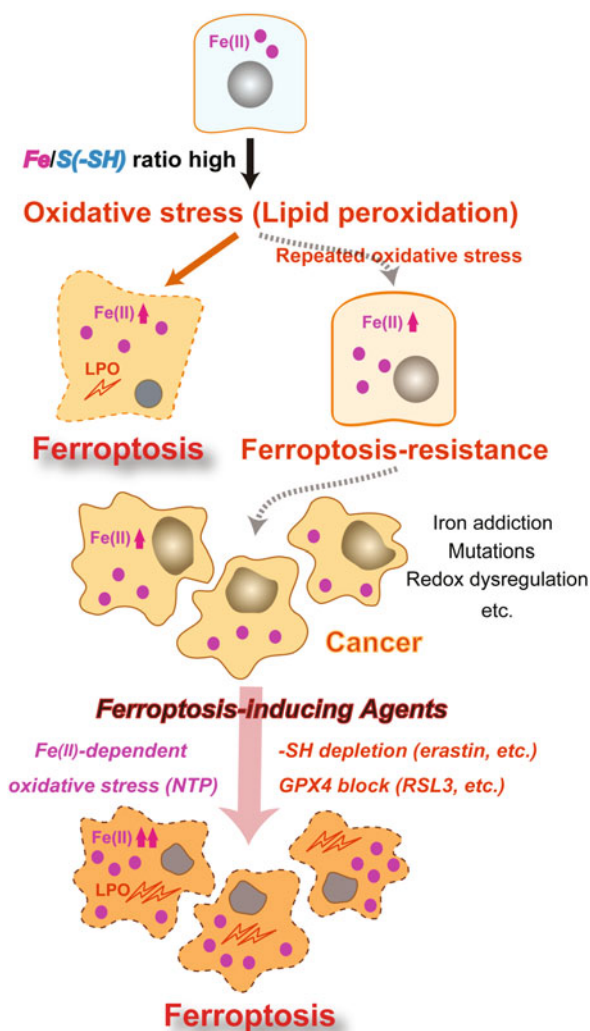 Fe(II)
Fe/S(-SH) ratio high
Oxidative stress (Lipid peroxidation)
Repeated oxidative stress
Fe(II)
LPO
Ferroptosis
Fe(II)
Ferroptosis-resistance
Fe(II)
Iron addiction
Mutations
Redox dysregulation
etc.
Cancer
Ferroptosis-inducing Agents
Fe(II)-dependent
oxidative stress (NTP)
-SH depletion (erastin, etc.)
GPX4 block (RSL3, etc.)
Fe(II)
LPO
Ferroptosis